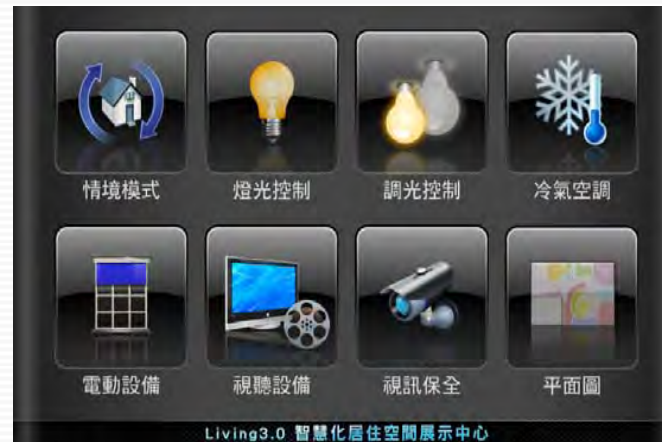 情境模式
燈光控制
調光控制
冷氣空調
電動設備
視聽設備
視訊保全
平面圖
Living3.0 智慧化居住空間展示中心